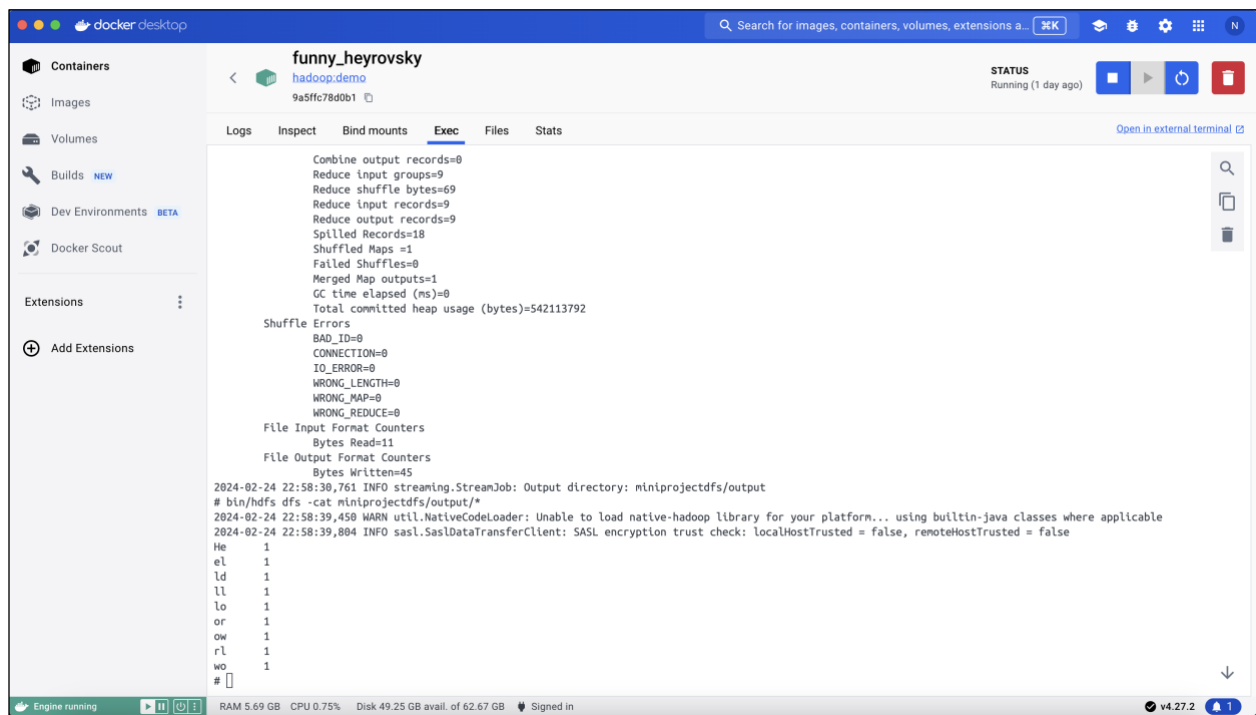 docker desktop
Search for images, containers, volumes, extensions a... ⌘K
N
Containers
Images
Volumes
Builds NEW
Dev Environments BETA
Docker Scout
Extensions
Add Extensions
funny_heyrovsky
hadoop:demo
9a5ffc78d0b1
STATUS
Running (1 day ago)
Logs Inspect Bind mounts Exec Files Stats
Open in external terminal
Combine output records=0
Reduce input groups=9
Reduce shuffle bytes=69
Reduce input records=9
Reduce output records=9
Spilled Records=18
Shuffled Maps =1
Failed Shuffles=0
Merged Map outputs=1
GC time elapsed (ms)=0
Total committed heap usage (bytes)=542113792
Shuffle Errors
BAD_ID=0
CONNECTION=0
IO_ERROR=0
WRONG_LENGTH=0
WRONG_MAP=0
WRONG_REDUCE=0
File Input Format Counters
Bytes Read=11
File Output Format Counters
Bytes Written=45
2024-02-24 22:58:30,761 INFO streaming.StreamJob: Output directory: miniprojectdfs/output
# bin/hdfs dfs -cat miniprojectdfs/output/*
2024-02-24 22:58:39,450 WARN util.NativeCodeLoader: Unable to load native-hadoop library for your platform... using builtin-java classes where applicable
2024-02-24 22:58:39,804 INFO sasl.SaslDataTransferClient: SASL encryption trust check: localHostTrusted = false, remoteHostTrusted = false
He 1
el 1
ld 1
ll 1
lo 1
or 1
ow 1
rl 1
wo 1
#
Engine running
RAM 5.69 GB CPU 0.75% Disk 49.25 GB avail. of 62.67 GB Signed in
v4.27.2
1